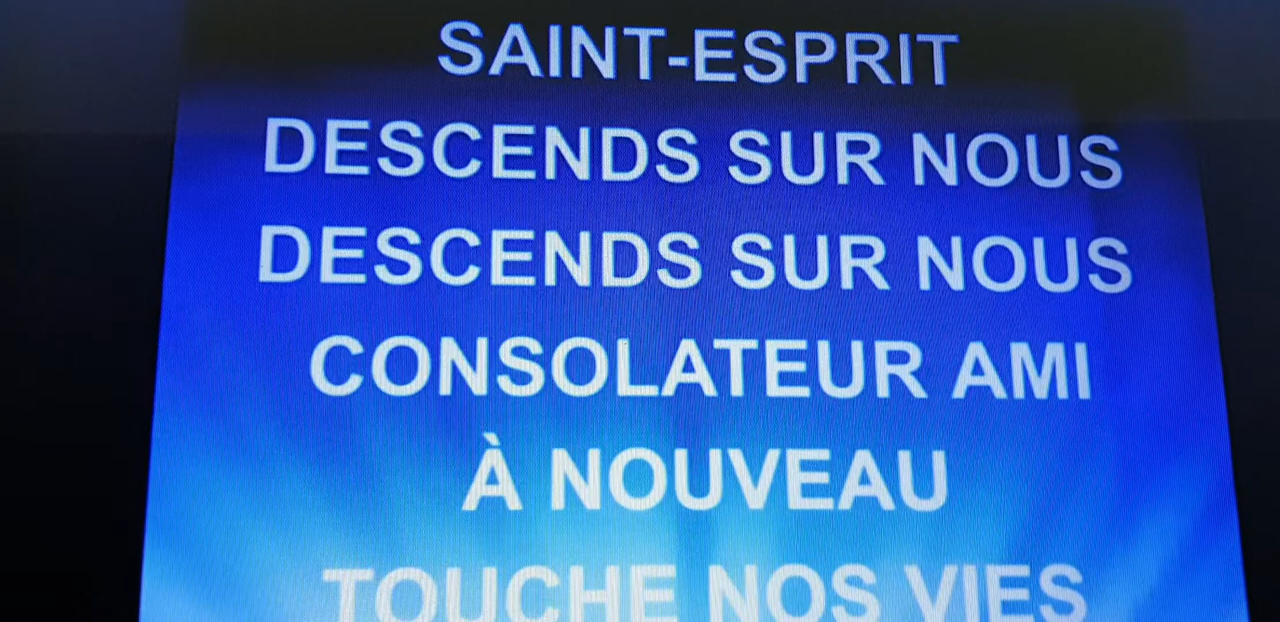 SAINT-ESPRIT
DESCENDS SUR NOUS
DESCENDS SUR NOUS
CONSOLATEUR AMI
À NOUVEAU
TOUCHE NOS VIES